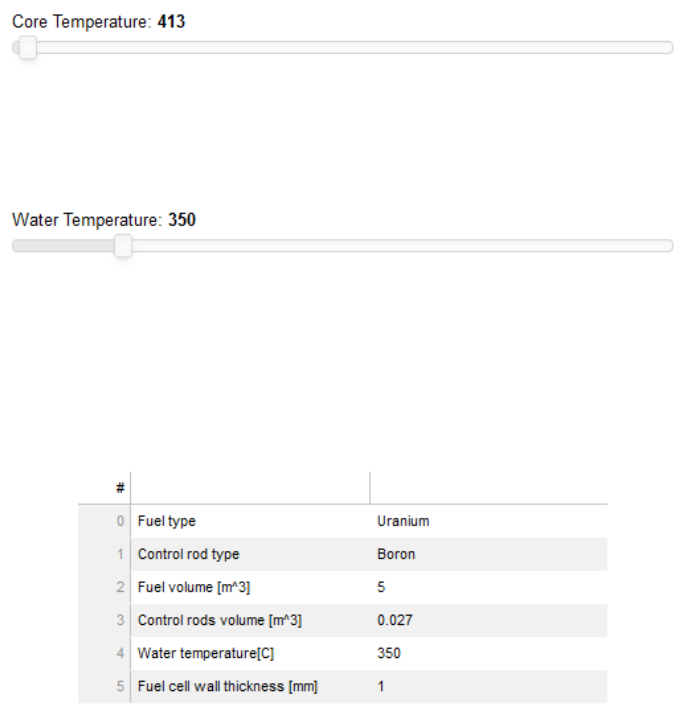 Core Temperature: 413
Water Temperature: 350
#
0 Fuel type Uranium
1 Control rod type Boron
2 Fuel volume [m^3] 5
3 Control rods volume [m^3] 0.027
4 Water temperature[C] 350
5 Fuel cell wall thickness [mm] 1